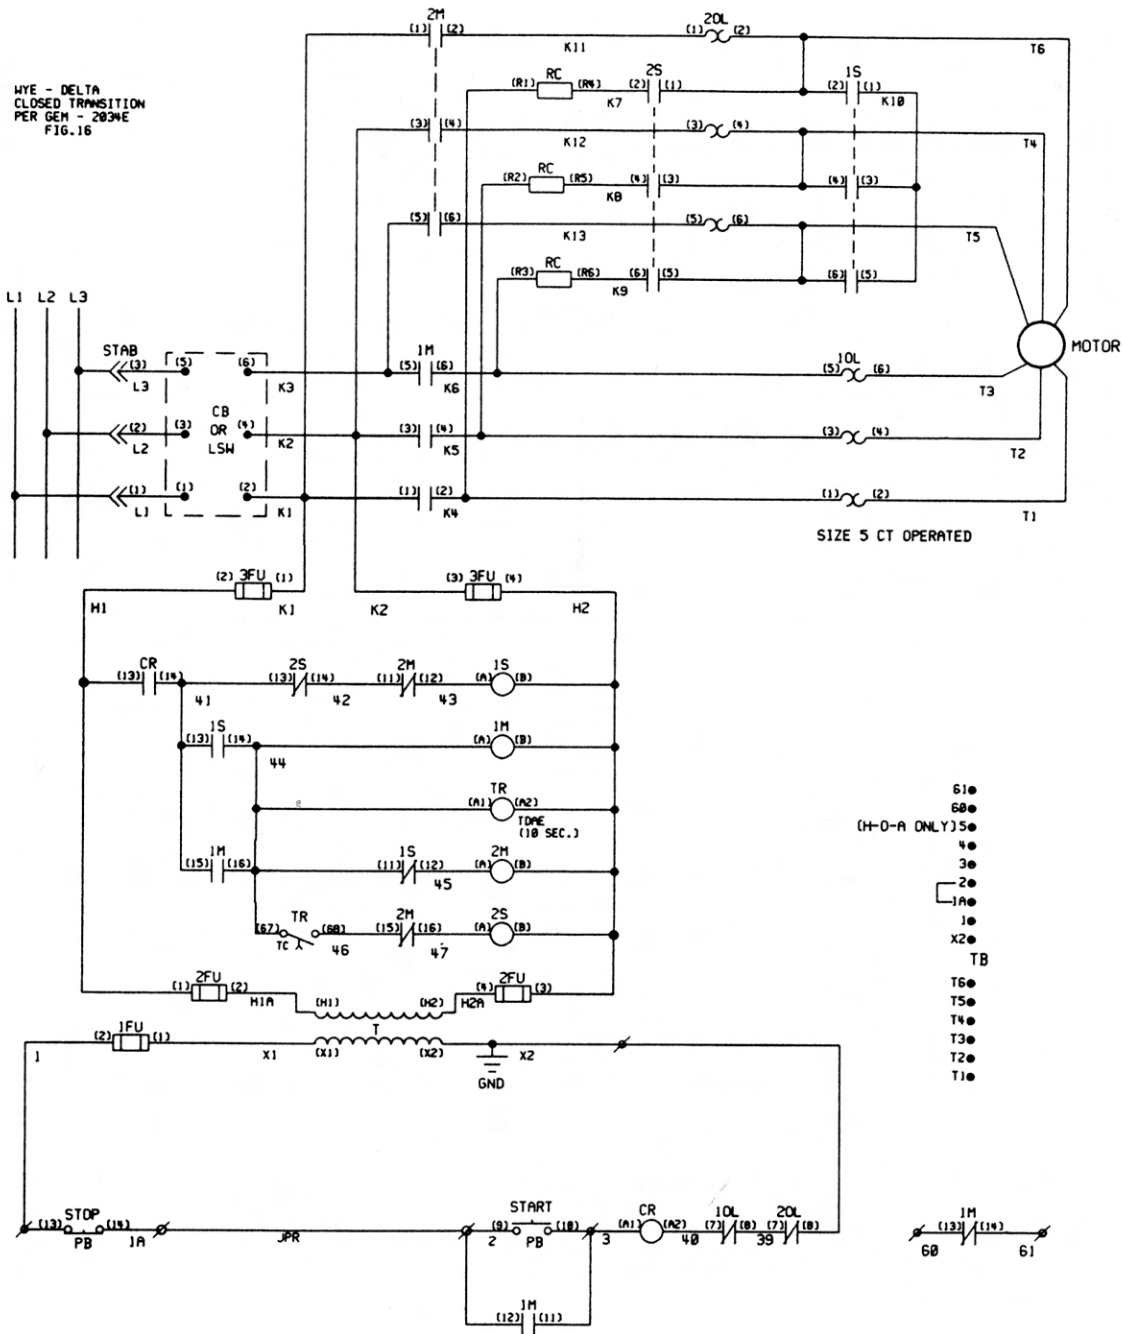 WYE - DELTA
CLOSED TRANSITION
PER GEM - 2034E
FIG.16
2M
(1) (2)
K11
2OL
(1) (2)
T6
RC
(R1) (R4)
K7
2S
(2) (1)
1S
(2) (1)
K10
(3) (4)
K12
(3) (4)
T4
RC
(R2) (R5)
K8
(4) (3)
(4) (3)
(5) (6)
K13
(5) (6)
T5
RC
(R3) (R6)
K9
(6) (5)
(6) (5)
L1 L2 L3
STAB
(3) (5) (6)
L3
K3
1M
(5) (6)
K6
1OL
(5) (6)
T3
MOTOR
CB
OR
LSW
(2) (3) (4)
L2
K2
(3) (4)
K5
(3) (4)
T2
(1) (1) (2)
L1
K1
(1) (2)
K4
(1) (2)
T1
SIZE 5 CT OPERATED
(2) 3FU (1)
H1
K1
(3) 3FU (4)
K2
H2
CR
(13) (14)
41
2S
(13) (14)
42
2M
(11) (12)
43
1S
(A) (B)
1S
(13) (14)
44
1M
(A) (B)
TR
(A1) (A2)
TDAE
(10 SEC.)
1M
(15) (16)
1S
(11) (12)
45
2M
(A) (B)
TR
(67) (68)
TC
46
2M
(15) (16)
47
2S
(A) (B)
(1) 2FU (2)
H1A
(H1) (H2)
H2A
(4) 2FU (3)
T
(2) 1FU (1)
1
X1
(X1) (X2)
X2
GND
61
60
(H-O-A ONLY) 5
4
3
2
1A
1
X2
TB
T6
T5
T4
T3
T2
T1
STOP
(13) (14)
PB
1A
JPR
START
(9) (10)
2 PB 3
CR
(A1) (A2)
40
1OL
(7) (8)
39
2OL
(7) (8)
1M
(12) (11)
1M
(13) (14)
60 61